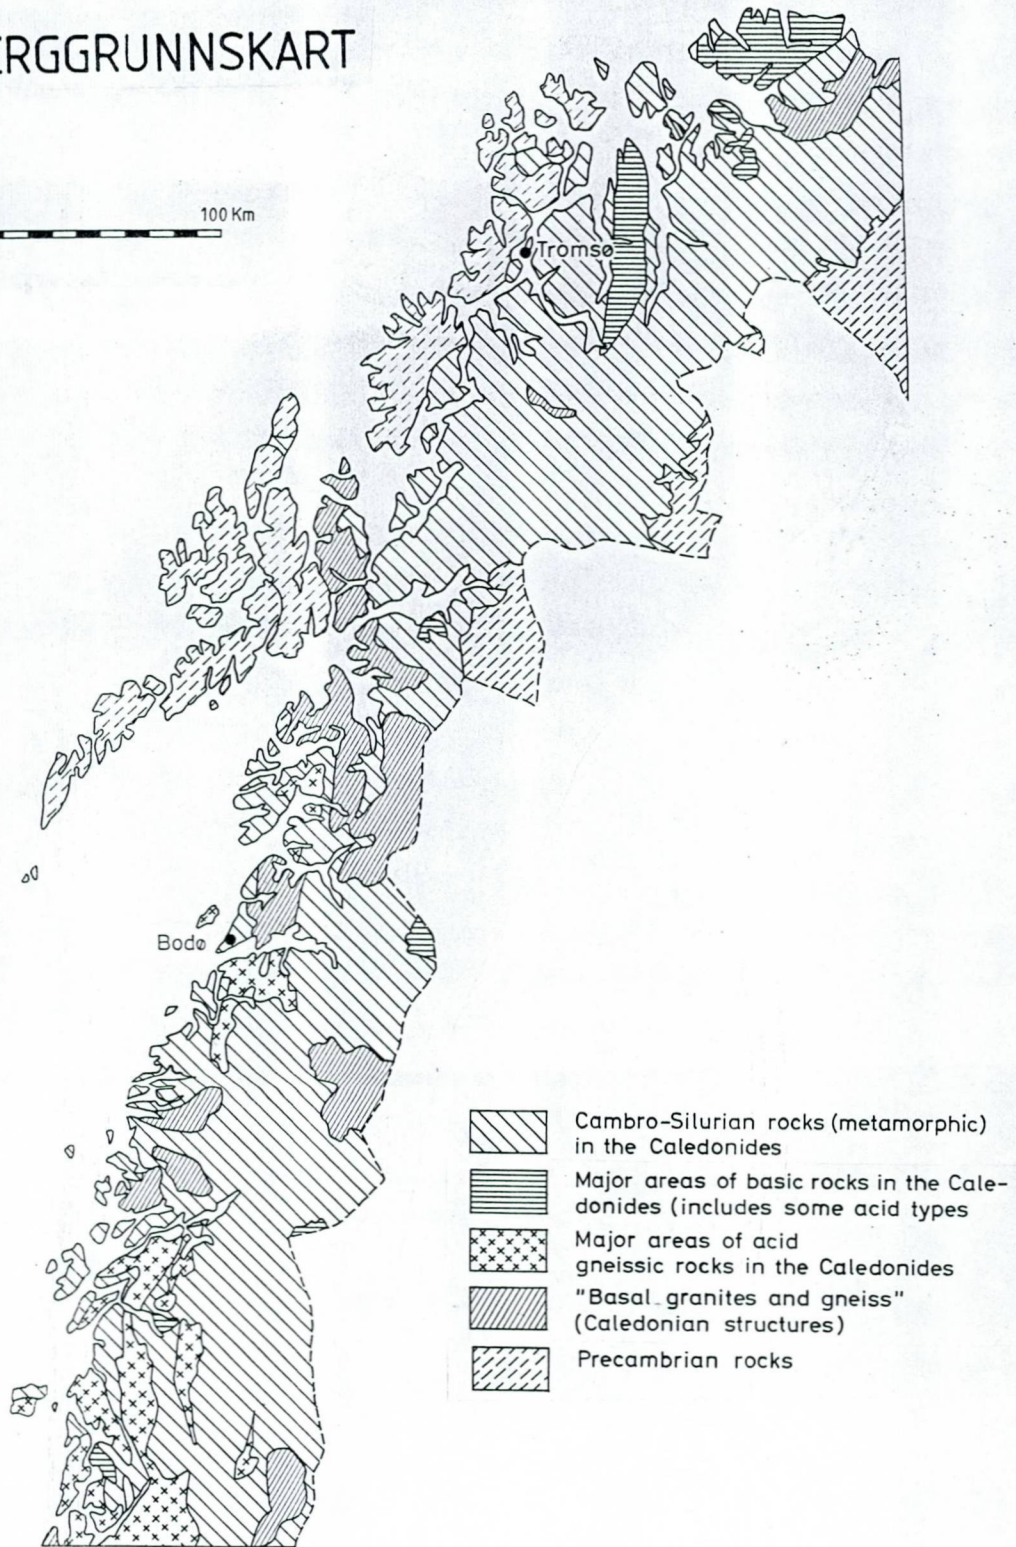 ERGGRUNNSKART
100 Km
Tromsø
Bodø
Cambro-Silurian rocks (metamorphic)
in the Caledonides
Major areas of basic rocks in the Cale-
donides (includes some acid types
Major areas of acid
gneissic rocks in the Caledonides
"Basal granites and gneiss"
(Caledonian structures)
Precambrian rocks